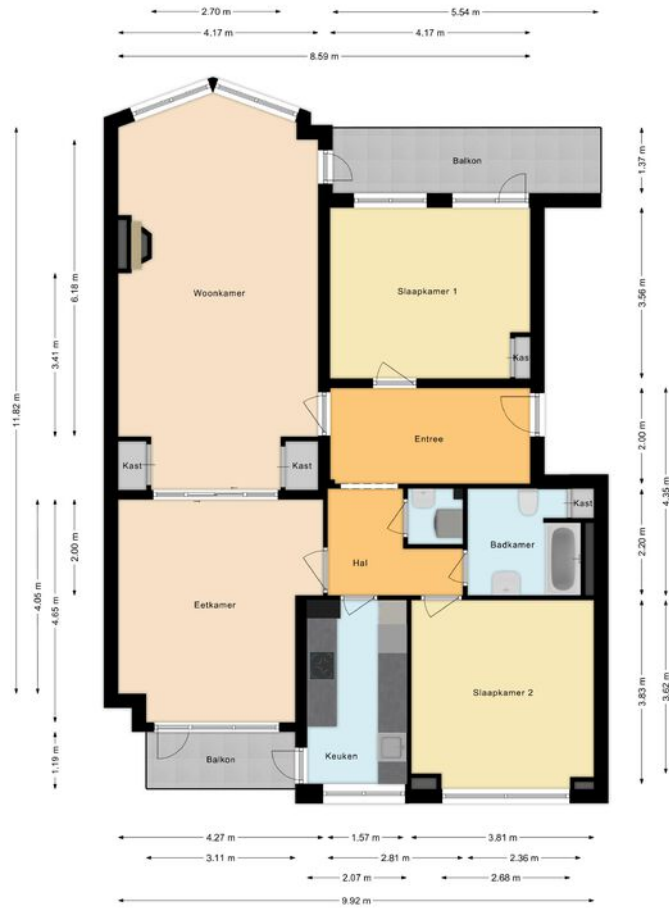 2.70 m
5.54 m
4.17 m
4.17 m
8.59 m
Balkon
1.37 m
Woonkamer
Slaapkamer 1
3.56 m
6.18 m
3.41 m
11.82 m
Kas
Entree
2.00 m
Kast
Kast
Kast
4.35 m
2.00 m
2.20 m
Badkamer
Hal
4.05 m
4.65 m
Eetkamer
Slaapkamer 2
3.83 m
3.62 m
Balkon
Keuken
1.19 m
4.27 m
1.57 m
3.81 m
3.11 m
2.81 m
2.36 m
2.07 m
2.68 m
9.92 m